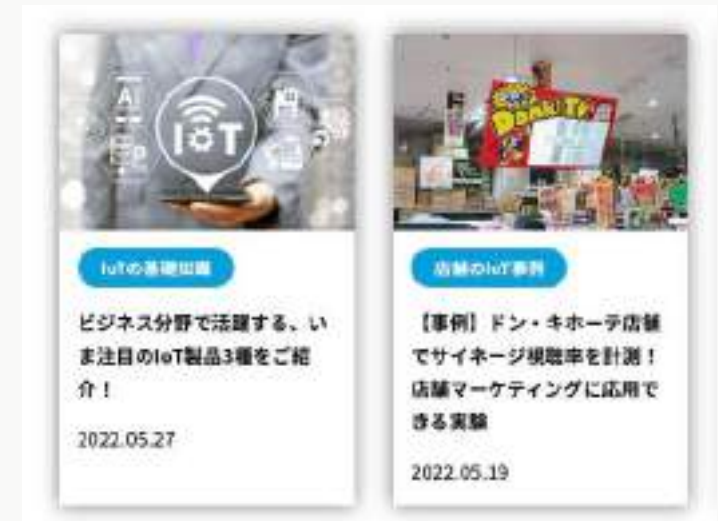 AI
IoT
IoTの基礎知識
ビジネス分野で活躍する、い
ま注目のIoT製品3種をご紹
介！
2022.05.27
DONKI TV
店舗のIoT事例
【事例】ドン・キホーテ店舗
でサイネージ視聴率を計測！
店舗マーケティングに応用で
きる実験
2022.05.19